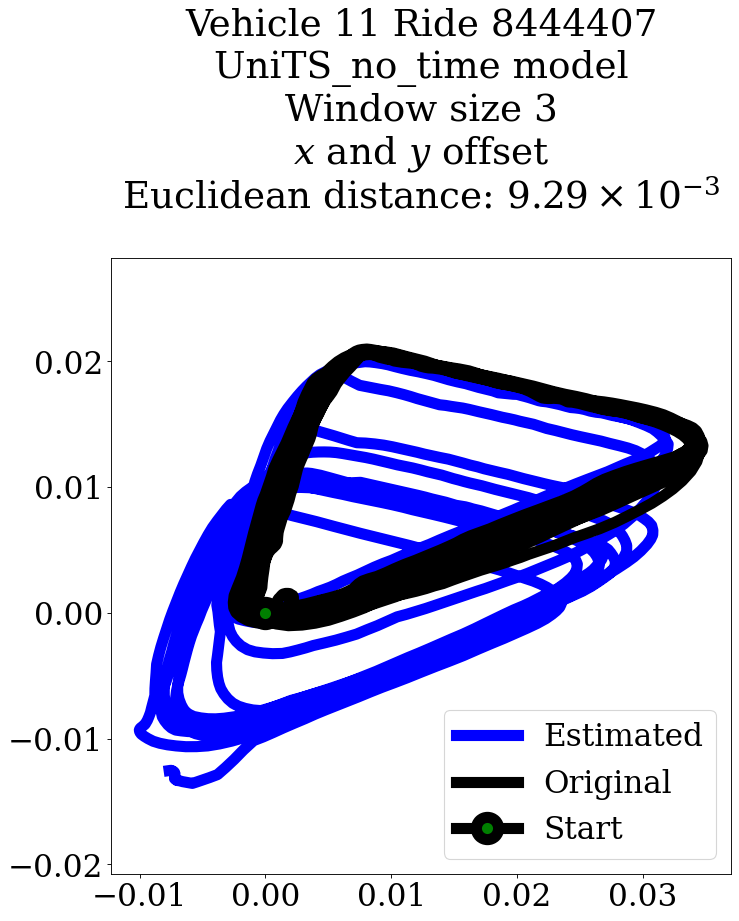 Vehicle 11 Ride 8444407
UniTS_no_time model
Window size 3
x and y offset
Euclidean distance: 9.29 × 10⁻³
0.02
0.01
0.00
−0.01
−0.02
−0.01 0.00 0.01 0.02 0.03
Estimated
Original
Start